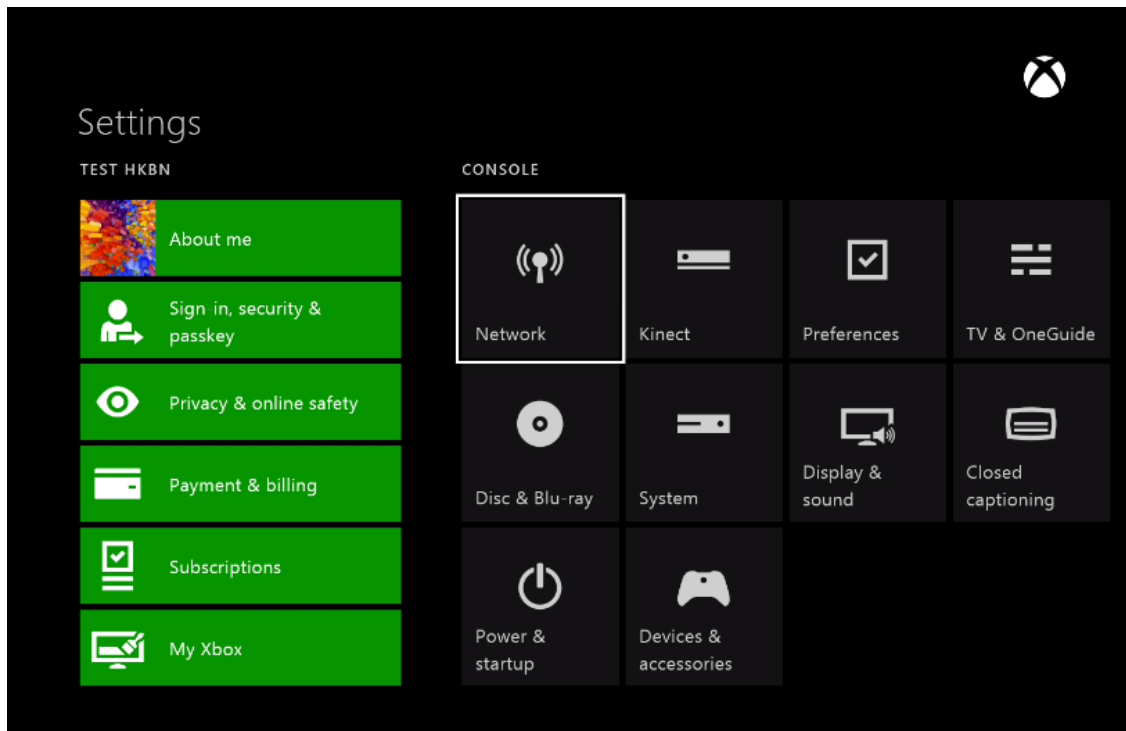 Settings
TEST HKBN
About me
Sign-in, security &
passkey
Privacy & online safety
Payment & billing
Subscriptions
My Xbox
CONSOLE
Network
Kinect
Preferences
TV & OneGuide
Disc & Blu-ray
System
Display &
sound
Closed
captioning
Power &
startup
Devices &
accessories